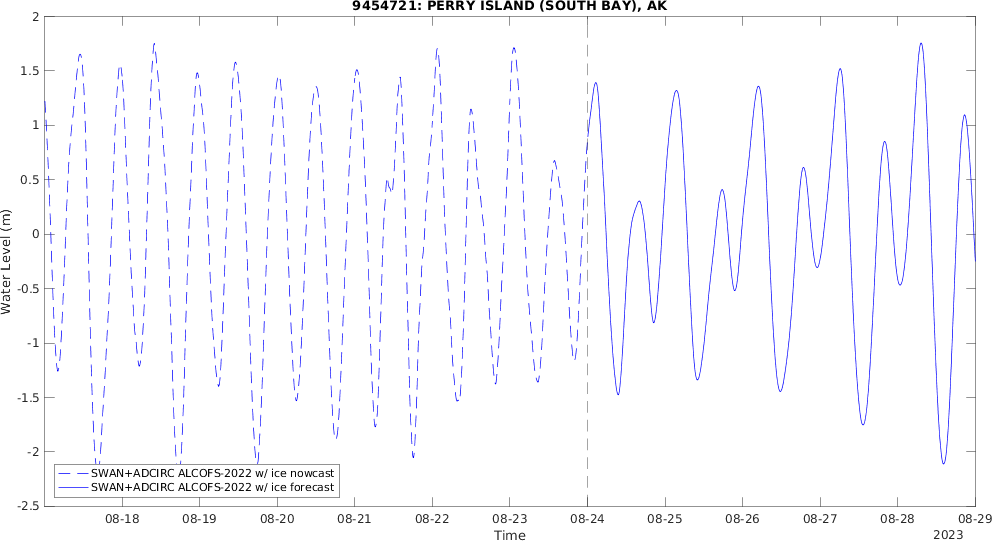 9454721: PERRY ISLAND (SOUTH BAY), AK
2
1.5
1
0.5
0
-0.5
-1
-1.5
-2
-2.5
Water Level (m)
SWAN+ADCIRC ALCOFS-2022 w/ ice nowcast
SWAN+ADCIRC ALCOFS-2022 w/ ice forecast
08-18 08-19 08-20 08-21 08-22 08-23 08-24 08-25 08-26 08-27 08-28 08-29
Time
2023